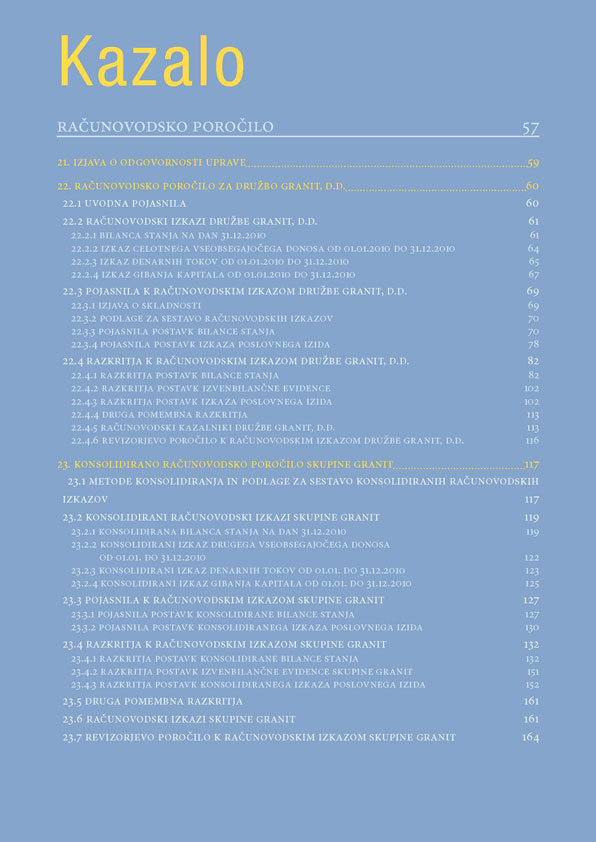 Kazalo
RAČUNOVODSKO POROČILO 57
21. IZJAVA O ODGOVORNOSTI UPRAVE 59
22. RAČUNOVODSKO POROČILO ZA DRUŽBO GRANIT, D.D. 60
22.1 UVODNA POJASNILA 60
22.2 RAČUNOVODSKI IZKAZI DRUŽBE GRANIT, D.D. 61
22.2.1 BILANCA STANJA NA DAN 31.12.2010 61
22.2.2 IZKAZ CELOTNEGA VSEOBSEGAJOČEGA DONOSA OD 01.01.2010 DO 31.12.2010 64
22.2.3 IZKAZ DENARNIH TOKOV OD 01.01.2010 DO 31.12.2010 65
22.2.4 IZKAZ GIBANJA KAPITALA OD 01.01.2010 DO 31.12.2010 67
22.3 POJASNILA K RAČUNOVODSKIM IZKAZOM DRUŽBE GRANIT, D.D. 69
22.3.1 IZJAVA O SKLADNOSTI 69
22.3.2 PODLAGE ZA SESTAVO RAČUNOVODSKIH IZKAZOV 70
22.3.3 POJASNILA POSTAVK BILANCE STANJA 70
22.3.4 POJASNILA POSTAVK IZKAZA POSLOVNEGA IZIDA 78
22.4 RAZKRITJA K RAČUNOVODSKIM IZKAZOM DRUŽBE GRANIT, D.D. 82
22.4.1 RAZKRITJA POSTAVK BILANCE STANJA 82
22.4.2 RAZKRITJA POSTAVK IZVENBILANČNE EVIDENCE 102
22.4.3 RAZKRITJA POSTAVK IZKAZA POSLOVNEGA IZIDA 102
22.4.4 DRUGA POMEMBNA RAZKRITJA 113
22.4.5 RAČUNOVODSKI KAZALNIKI DRUŽBE GRANIT, D.D. 113
22.4.6 REVIZORJEVO POROČILO K RAČUNOVODSKIM IZKAZOM DRUŽBE GRANIT, D.D. 116
23. KONSOLIDIRANO RAČUNOVODSKO POROČILO SKUPINE GRANIT 117
23.1 METODE KONSOLIDIRANJA IN PODLAGE ZA SESTAVO KONSOLIDIRANIH RAČUNOVODSKIH
IZKAZOV 117
23.2 KONSOLIDIRANI RAČUNOVODSKI IZKAZI SKUPINE GRANIT 119
23.2.1 KONSOLIDIRANA BILANCA STANJA NA DAN 31.12.2010 119
23.2.2 KONSOLIDIRANI IZKAZ DRUGEGA VSEOBSEGAJOČEGA DONOSA
OD 01.01. DO 31.12.2010 122
23.2.3 KONSOLIDIRANI IZKAZ DENARNIH TOKOV OD 01.01. DO 31.12.2010 123
23.2.4 KONSOLIDIRANI IZKAZ GIBANJA KAPITALA OD 01.01. DO 31.12.2010 125
23.3 POJASNILA K RAČUNOVODSKIM IZKAZOM SKUPINE GRANIT 127
23.3.1 POJASNILA POSTAVK KONSOLIDIRANE BILANCE STANJA 127
23.3.2 POJASNILA POSTAVK KONSOLIDIRANEGA IZKAZA POSLOVNEGA IZIDA 130
23.4 RAZKRITJA K RAČUNOVODSKIM IZKAZOM SKUPINE GRANIT 132
23.4.1 RAZKRITJA POSTAVK KONSOLIDIRANE BILANCE STANJA 132
23.4.2 RAZKRITJA POSTAVK IZVENBILANČNE EVIDENCE SKUPINE GRANIT 151
23.4.3 RAZKRITJA POSTAVK KONSOLIDIRANEGA IZKAZA POSLOVNEGA IZIDA 152
23.5 DRUGA POMEMBNA RAZKRITJA 161
23.6 RAČUNOVODSKI IZKAZI SKUPINE GRANIT 161
23.7 REVIZORJEVO POROČILO K RAČUNOVODSKIM IZKAZOM SKUPINE GRANIT 164